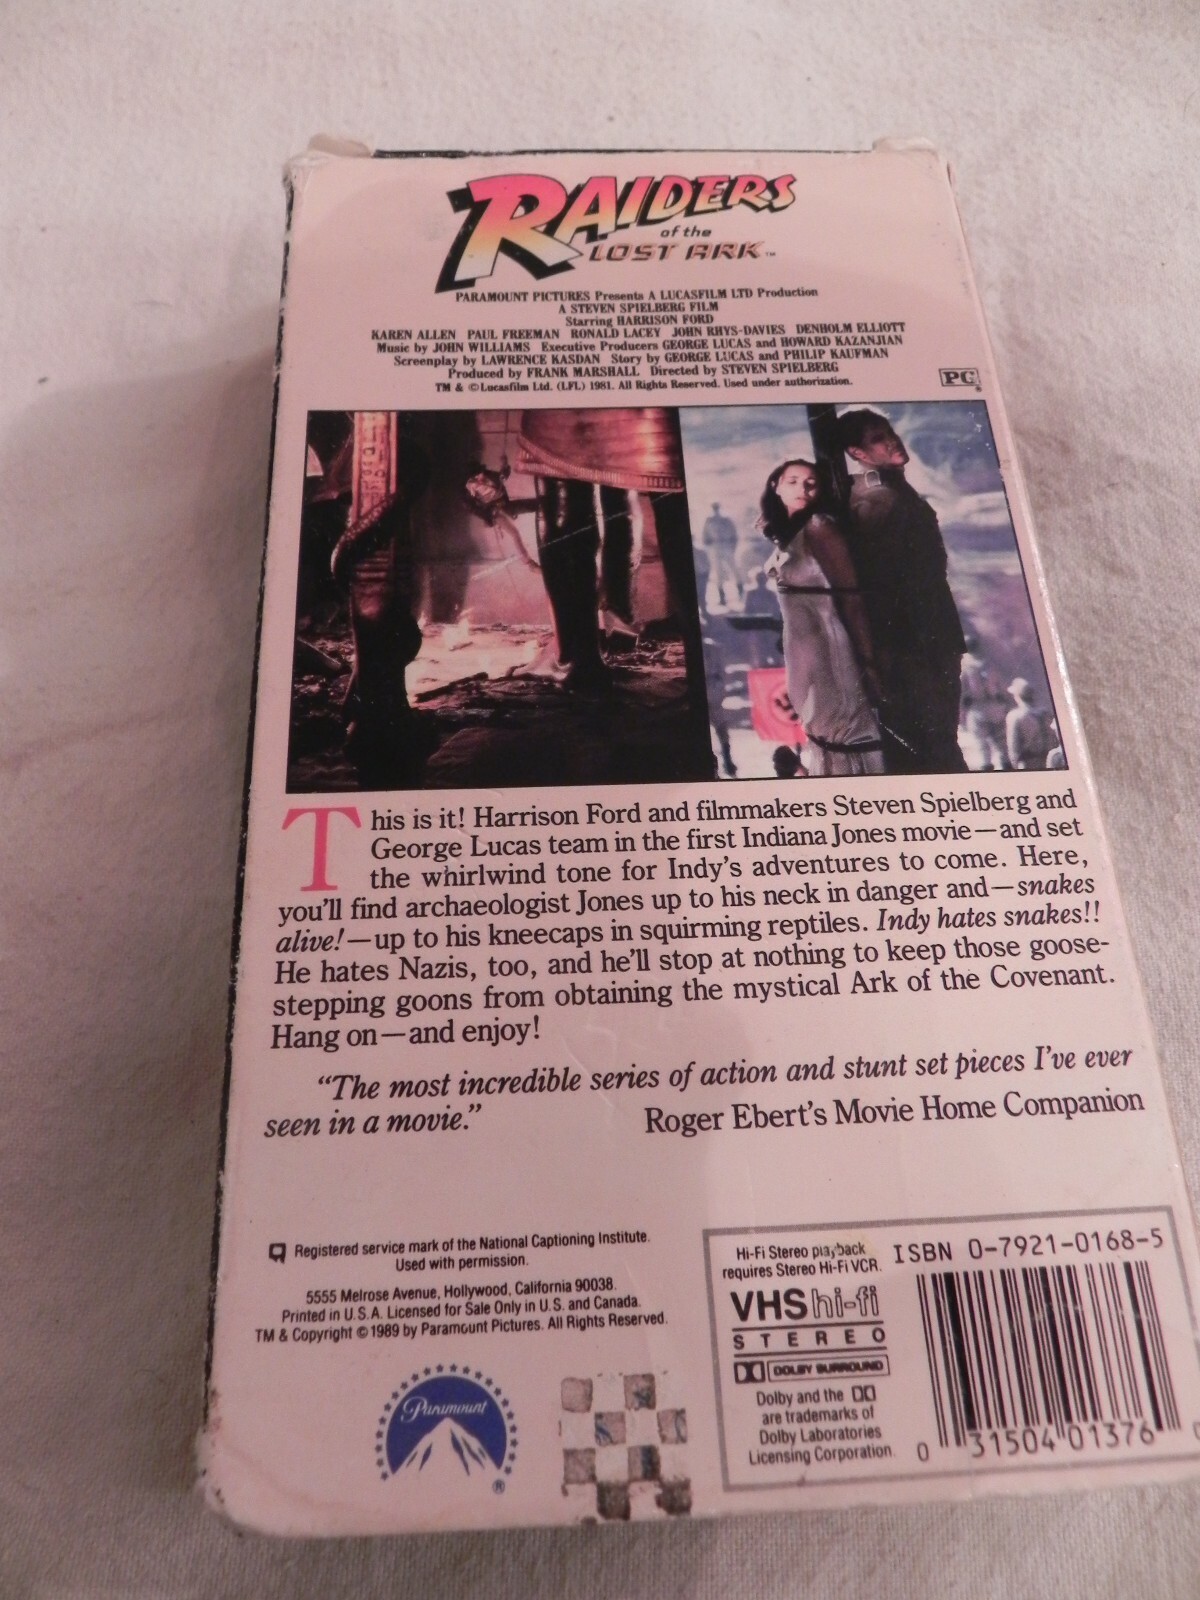 RAIDERS
of the
LOST ARK™
PARAMOUNT PICTURES Presents A LUCASFILM LTD Production
A STEVEN SPIELBERG FILM
Starring HARRISON FORD
KAREN ALLEN PAUL FREEMAN RONALD LACEY JOHN RHYS-DAVIES DENHOLM ELLIOTT
Music by JOHN WILLIAMS Executive Producers GEORGE LUCAS and HOWARD KAZANJIAN
Screenplay by LAWRENCE KASDAN Story by GEORGE LUCAS and PHILIP KAUFMAN
Produced by FRANK MARSHALL Directed by STEVEN SPIELBERG
TM & ©Lucasfilm Ltd. (LFL) 1981. All Rights Reserved. Used under authorization.
PG®
This is it! Harrison Ford and filmmakers Steven Spielberg and
George Lucas team in the first Indiana Jones movie—and set
the whirlwind tone for Indy's adventures to come. Here,
you'll find archaeologist Jones up to his neck in danger and—snakes
alive!—up to his kneecaps in squirming reptiles. Indy hates snakes!!
He hates Nazis, too, and he'll stop at nothing to keep those goose-
stepping goons from obtaining the mystical Ark of the Covenant.
Hang on—and enjoy!
"The most incredible series of action and stunt set pieces I've ever
seen in a movie." Roger Ebert's Movie Home Companion
Registered service mark of the National Captioning Institute.
Used with permission.
5555 Melrose Avenue, Hollywood, California 90038.
Printed in U.S.A. Licensed for Sale Only in U.S. and Canada.
TM & Copyright ©1989 by Paramount Pictures. All Rights Reserved.
Paramount
®
Hi-Fi Stereo playback
requires Stereo Hi-Fi VCR.
VHS hi-fi
STEREO
DOLBY SURROUND
Dolby and the
are trademarks of
Dolby Laboratories
Licensing Corporation.
ISBN 0-7921-0168-5
0 31504 01376 0